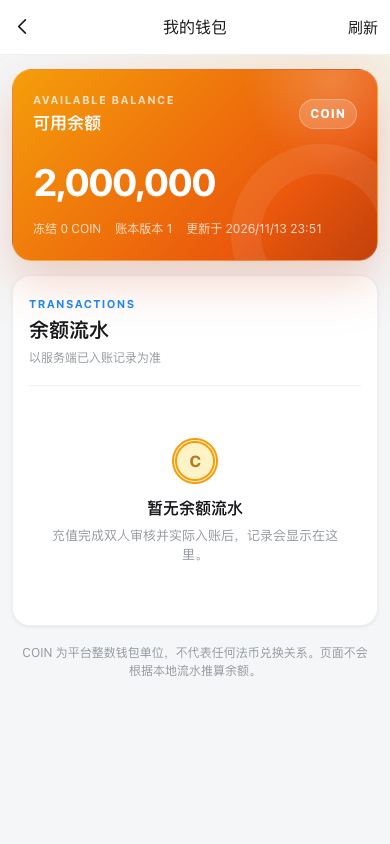 我的钱包
刷新
AVAILABLE BALANCE
可用余额
COIN
2,000,000
冻结 0 COIN 账本版本 1 更新于 2026/11/13 23:51
TRANSACTIONS
余额流水
以服务端已入账记录为准
C
暂无余额流水
充值完成双人审核并实际入账后，记录会显示在这
里。
COIN 为平台整数钱包单位，不代表任何法币兑换关系。页面不会
根据本地流水推算余额。